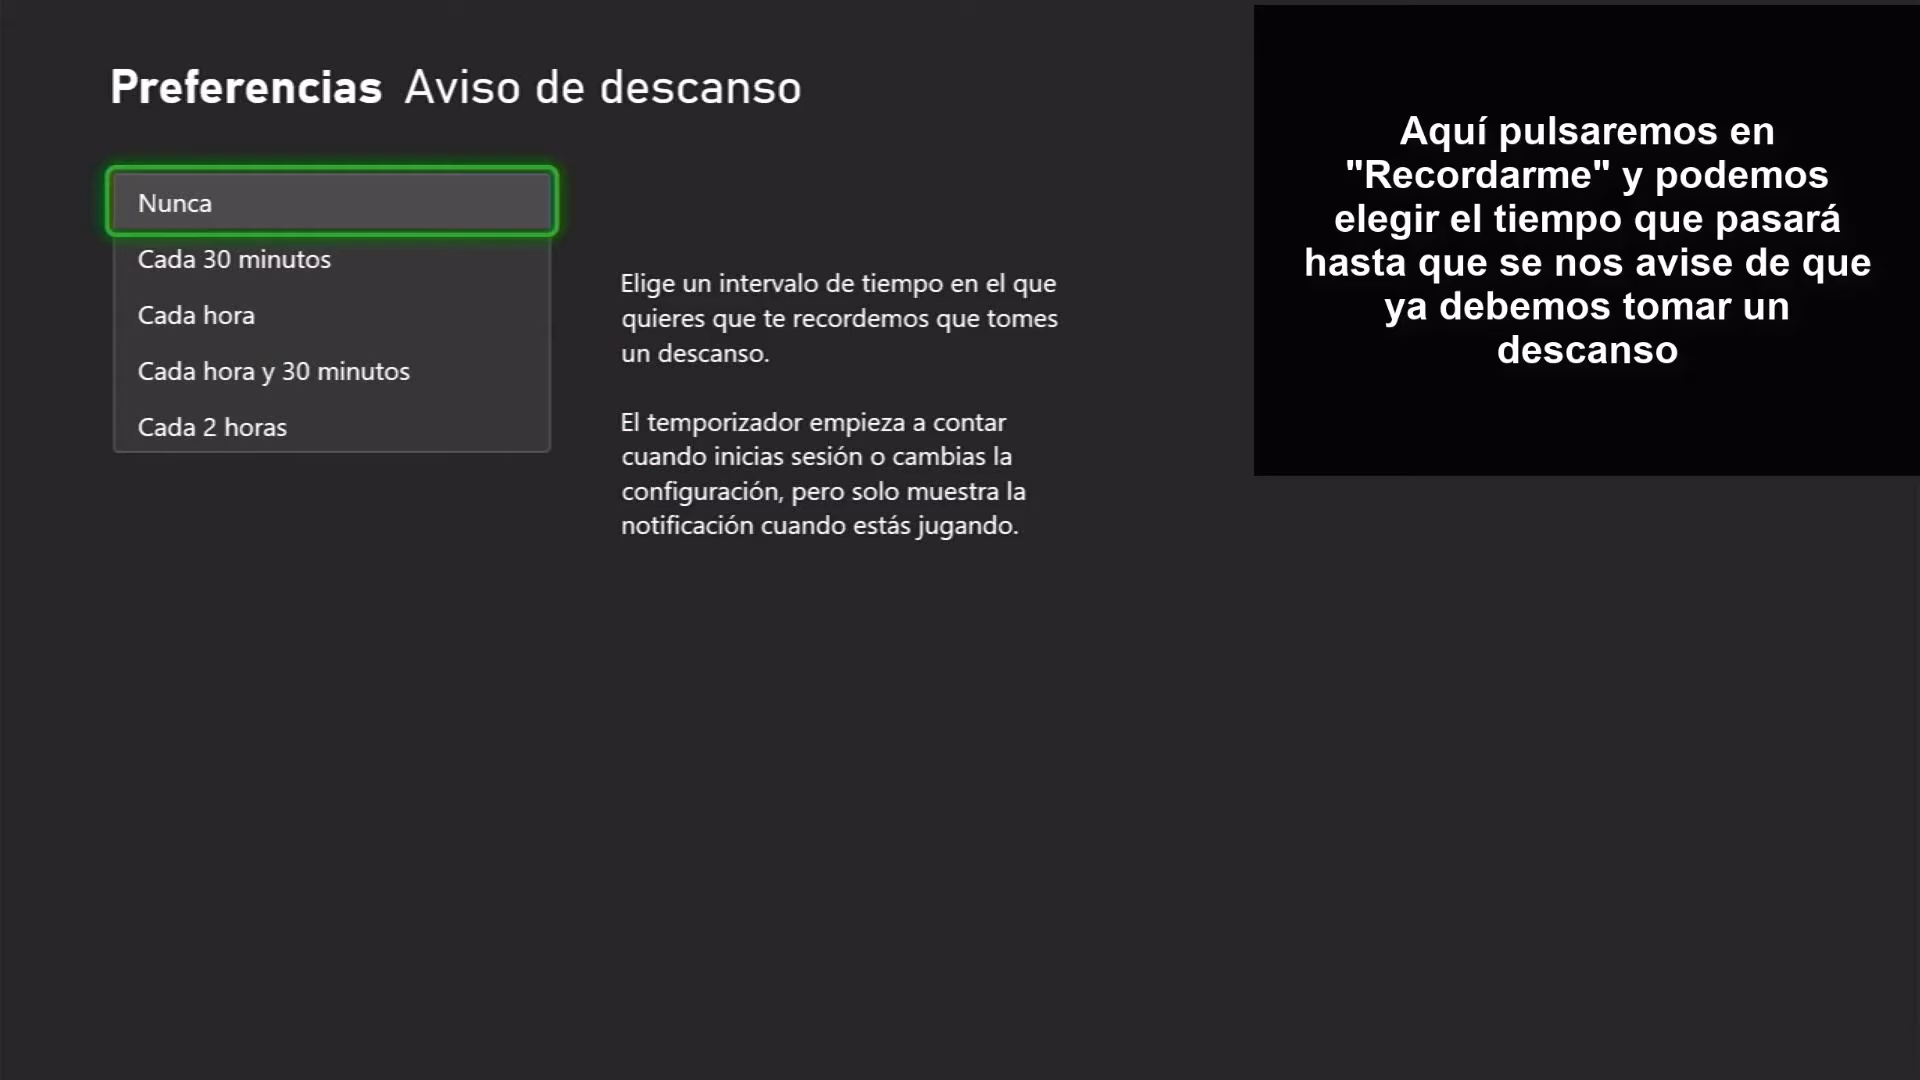 Preferencias Aviso de descanso
Nunca
Cada 30 minutos
Cada hora
Cada hora y 30 minutos
Cada 2 horas
Elige un intervalo de tiempo en el que
quieres que te recordemos que tomes
un descanso.
El temporizador empieza a contar
cuando inicias sesión o cambias la
configuración, pero solo muestra la
notificación cuando estás jugando.
Aquí pulsaremos en
"Recordarme" y podemos
elegir el tiempo que pasará
hasta que se nos avise de que
ya debemos tomar un
descanso